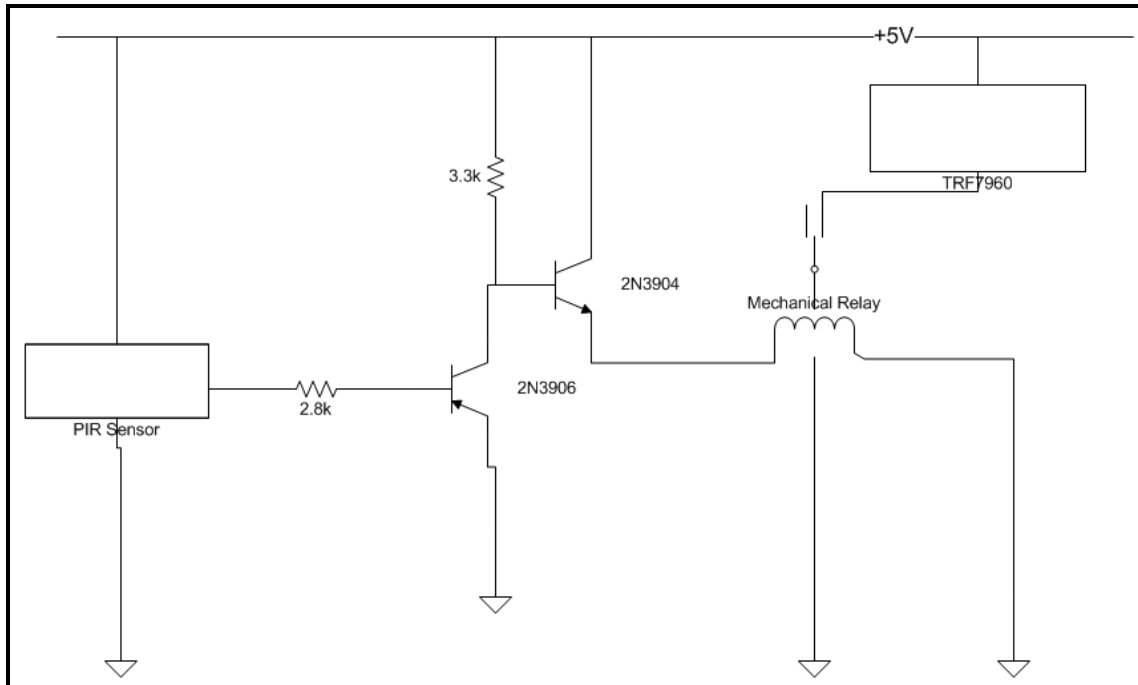 +5V
TRF7960
3.3k
2N3904
Mechanical Relay
2N3906
2.8k
PIR Sensor